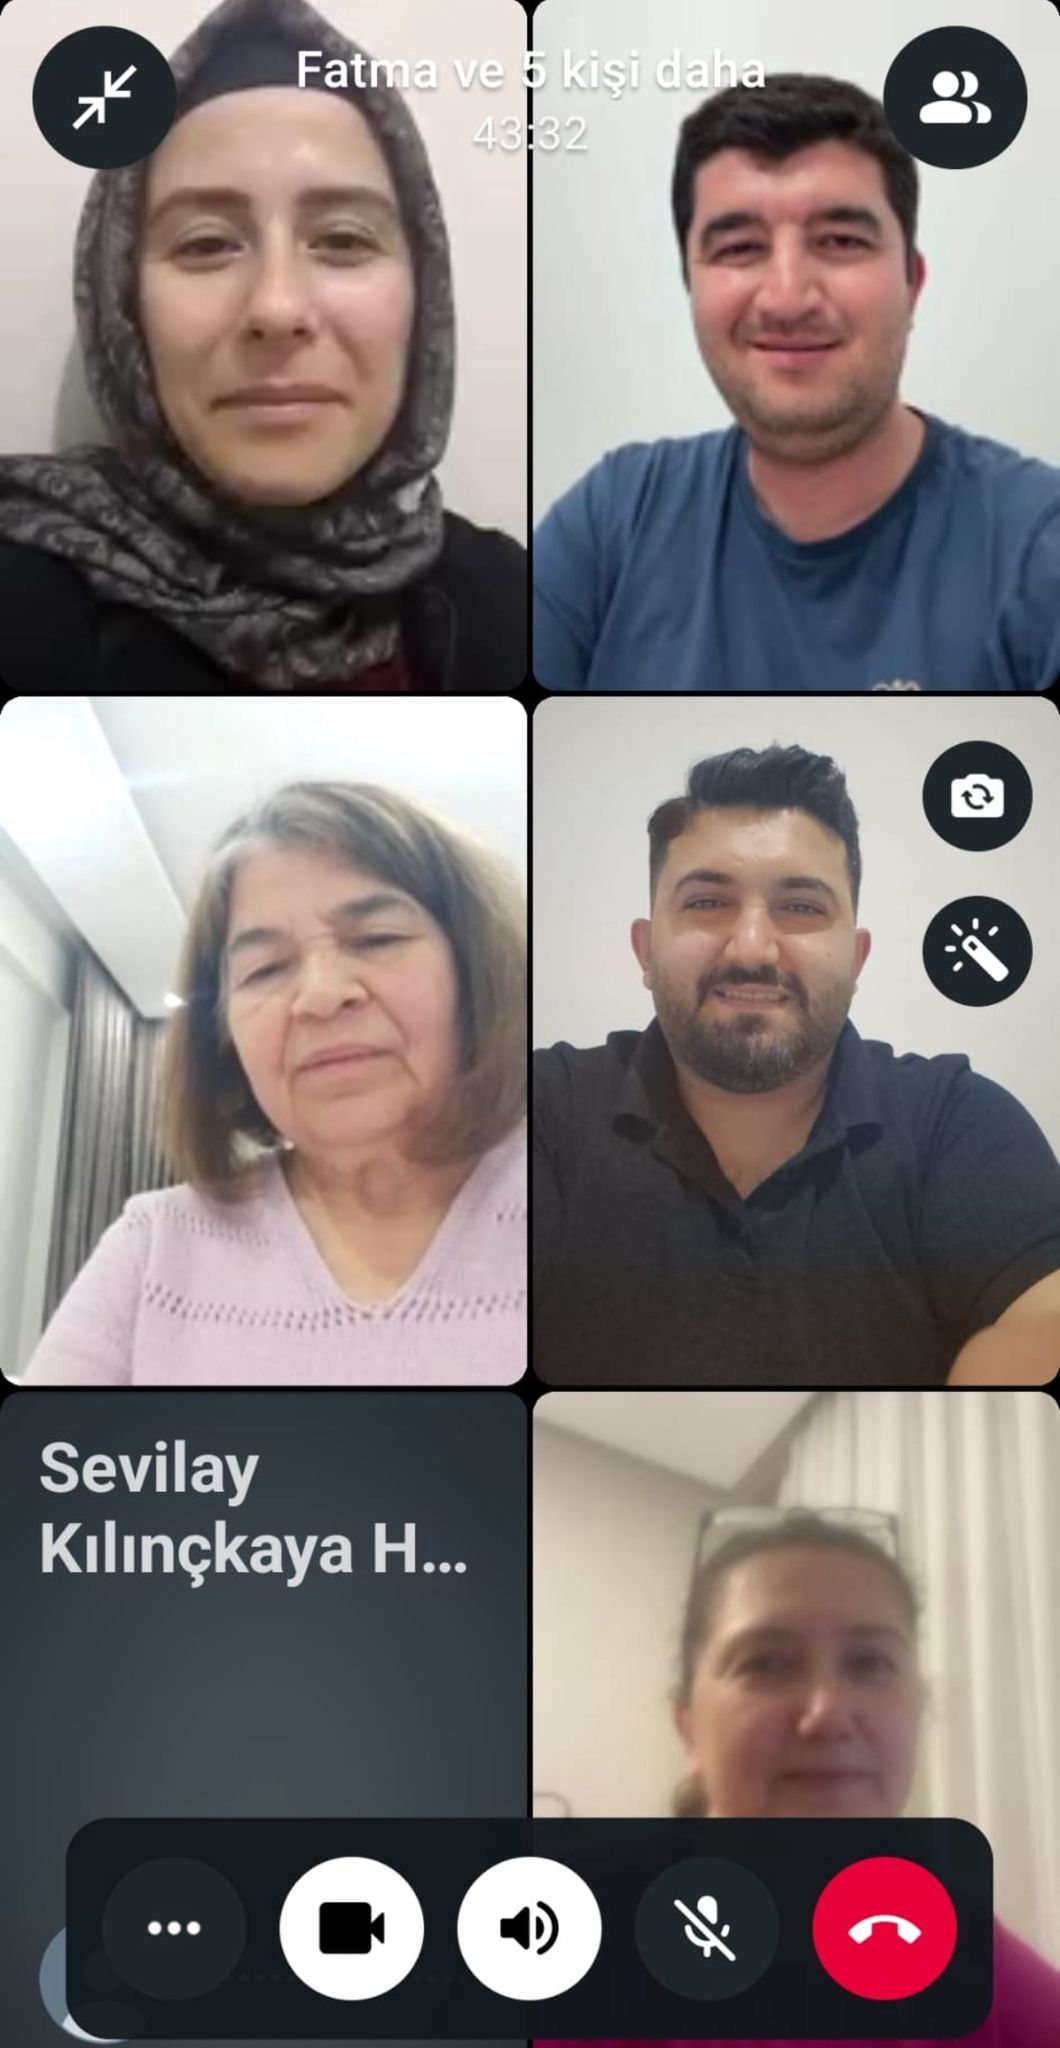 Fatma ve 5 kişi daha
43:32
Sevilay
Kılınçkaya H...